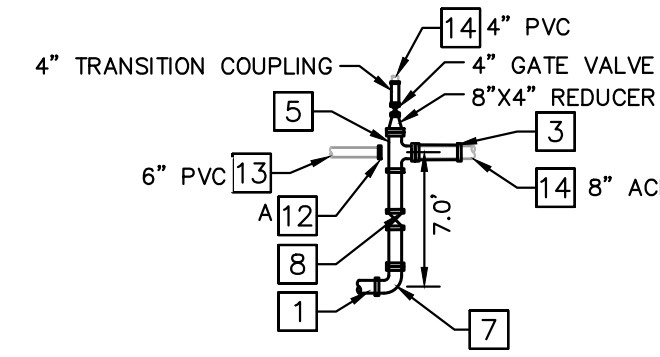 14 4" PVC
4" TRANSITION COUPLING
4" GATE VALVE
8"X4" REDUCER
5
3
6" PVC 13
14 8" AC
A 12
7.0'
8
1
7